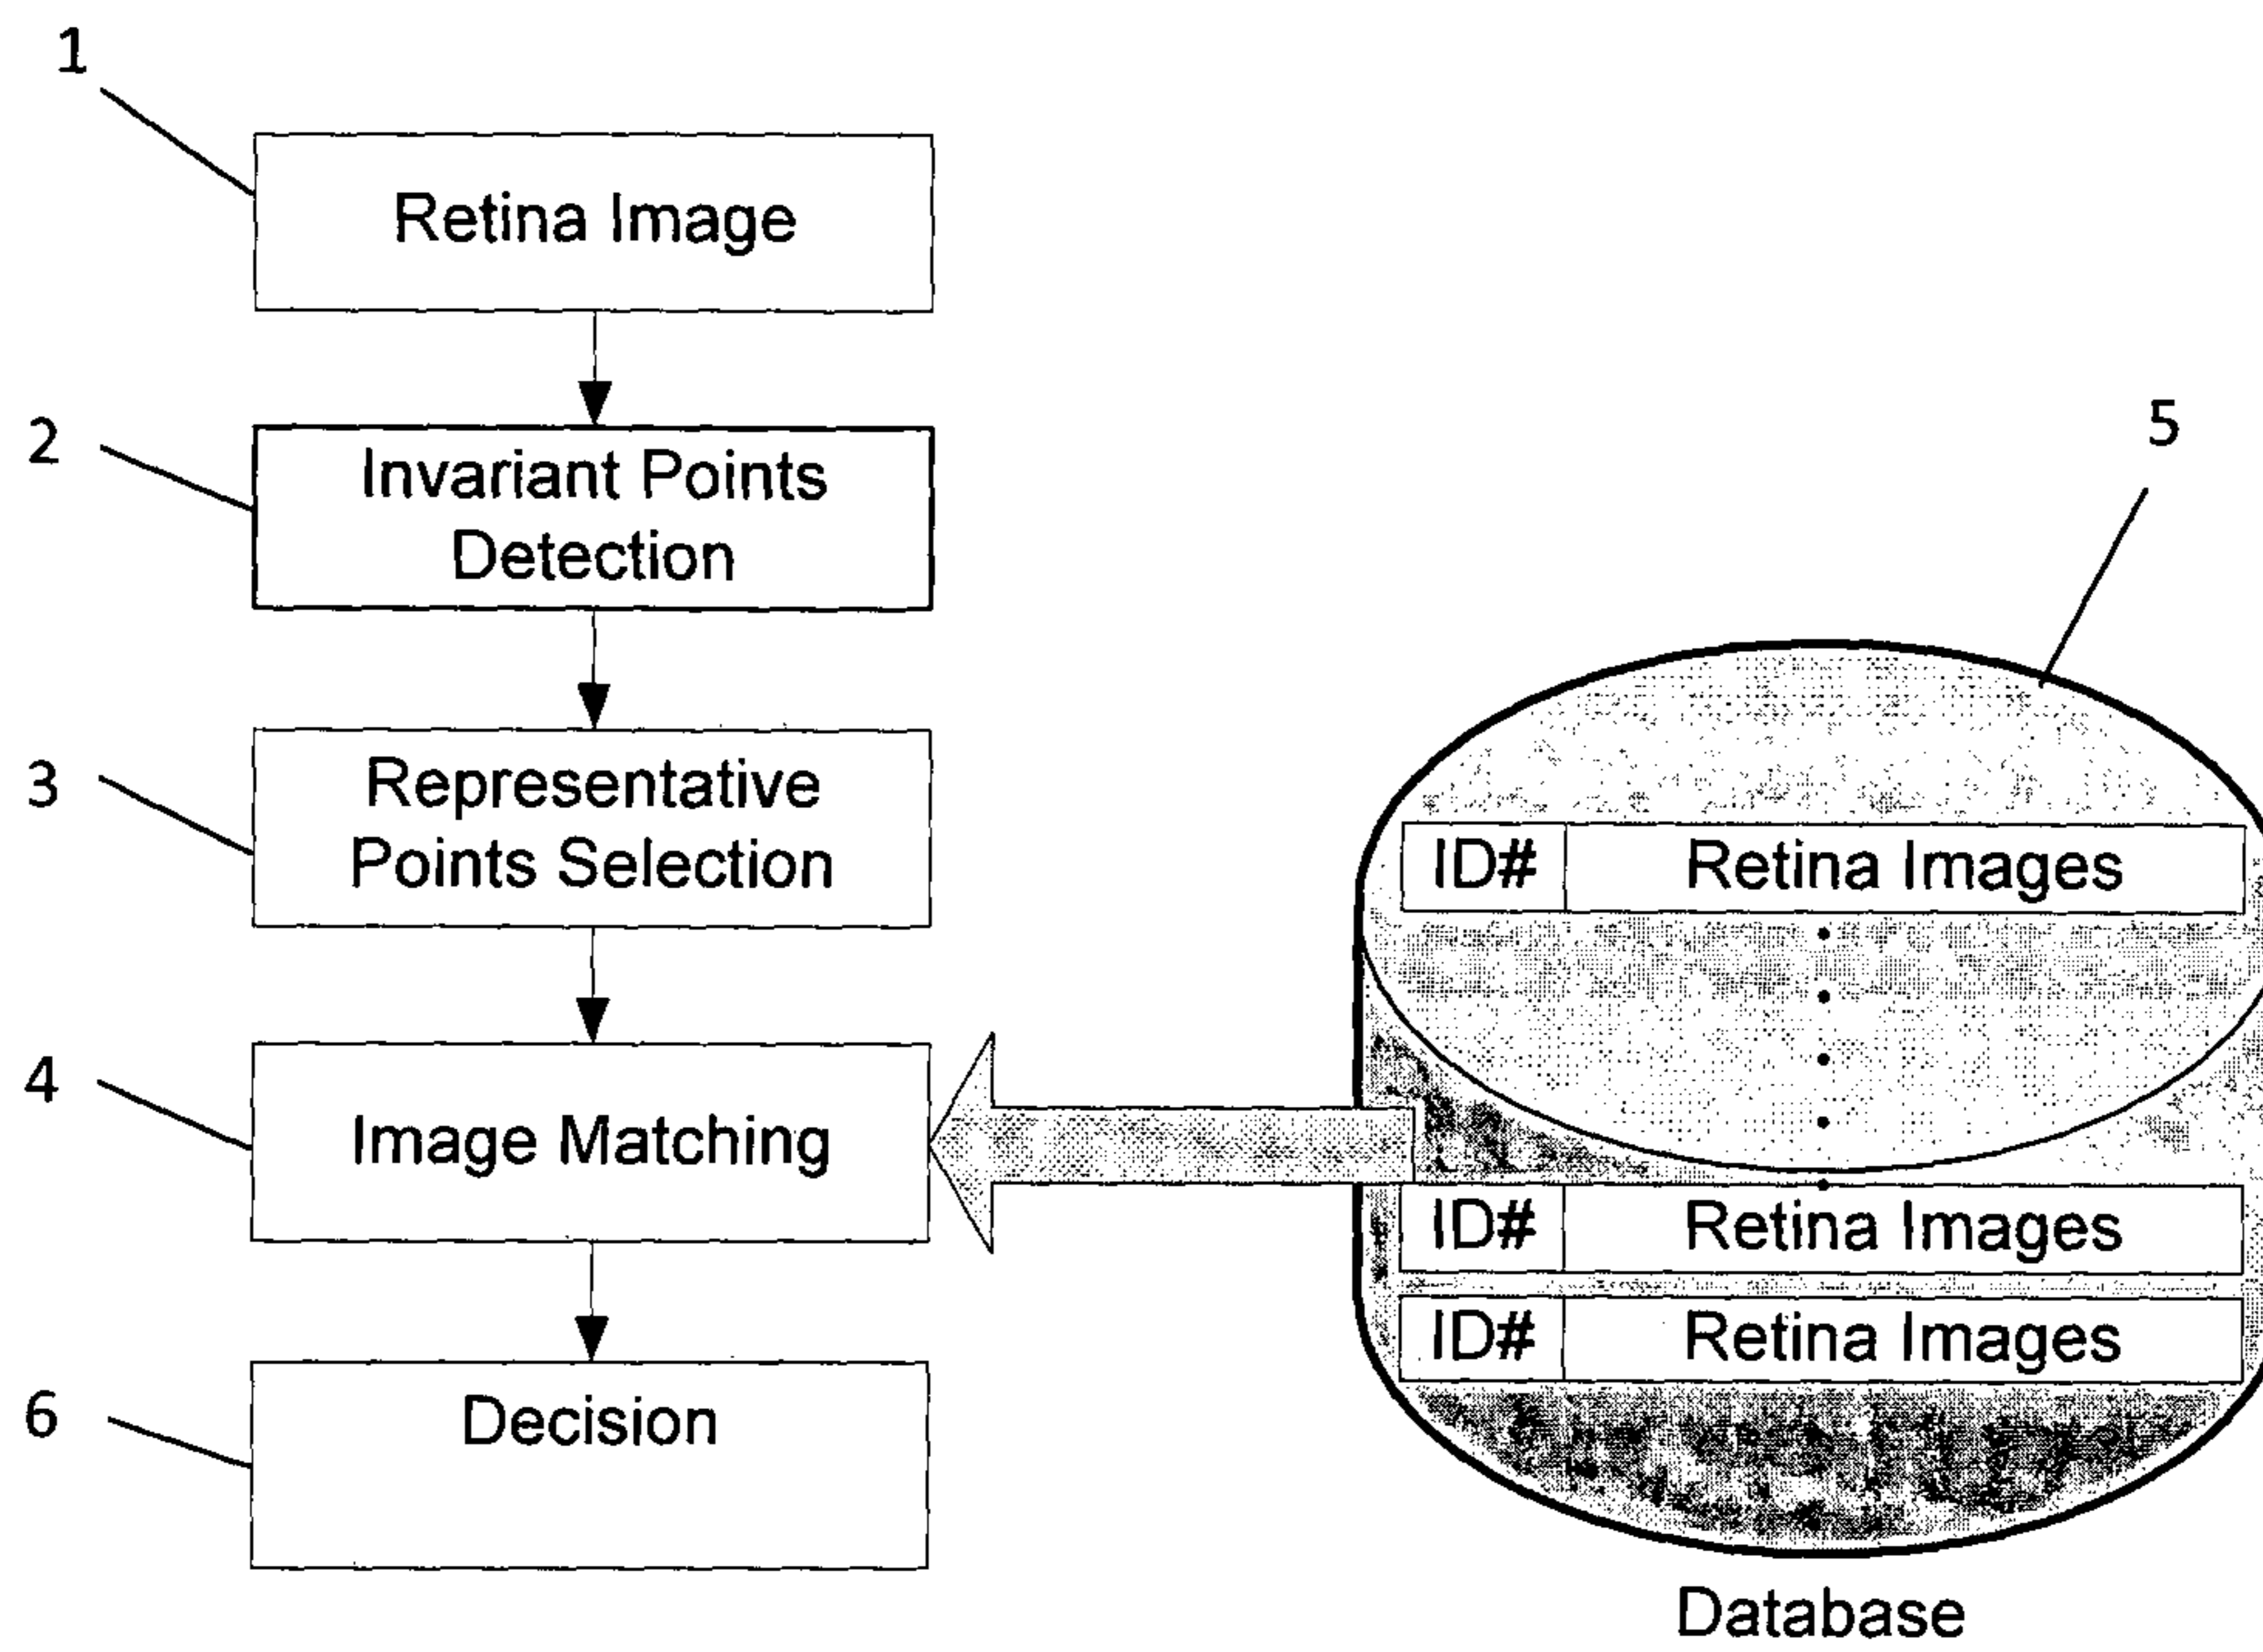 1
Retina Image
2
Invariant Points
Detection
5
3
Representative
Points Selection
ID# Retina Images
4
Image Matching
ID# Retina Images
ID# Retina Images
6
Decision
Database